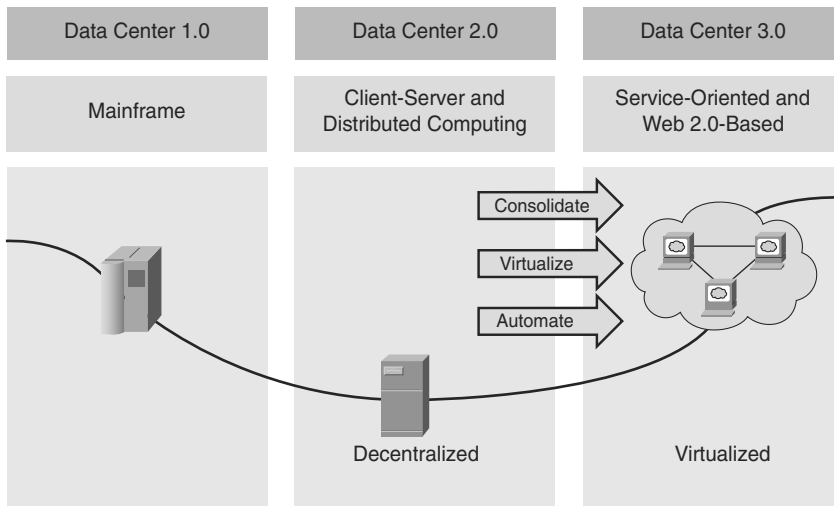 Data Center 1.0
Data Center 2.0
Data Center 3.0
Mainframe
Client-Server and
Distributed Computing
Service-Oriented and
Web 2.0-Based
Consolidate
Virtualize
Automate
Decentralized
Virtualized